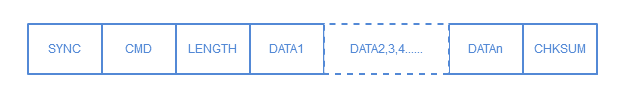 SYNC CMD LENGTH DATA1 DATA2,3,4...... DATAn CHKSUM